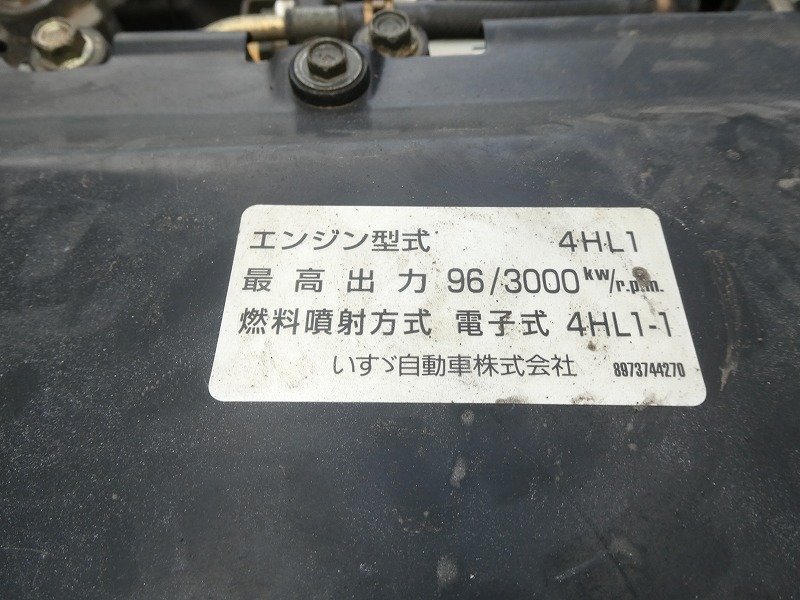 エンジン型式 4HL1
最高出力 96/3000 kw/r.p.m.
燃料噴射方式 電子式 4HL1-1
いすゞ自動車株式会社 8973744270